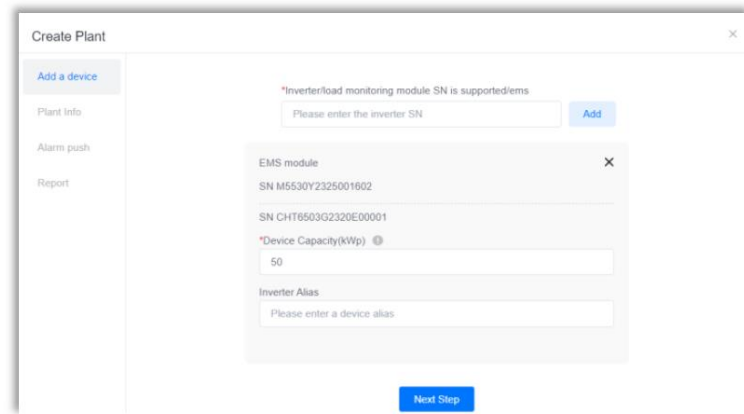 Create Plant
×
Add a device
Plant Info
Alarm push
Report
*Inverter/load monitoring module SN is supported/ems
Please enter the inverter SN
Add
EMS module
SN M5530Y2325001602
SN CHT6503G2320E00001
*Device Capacity(kWp)
50
Inverter Alias
Please enter a device alias
Next Step